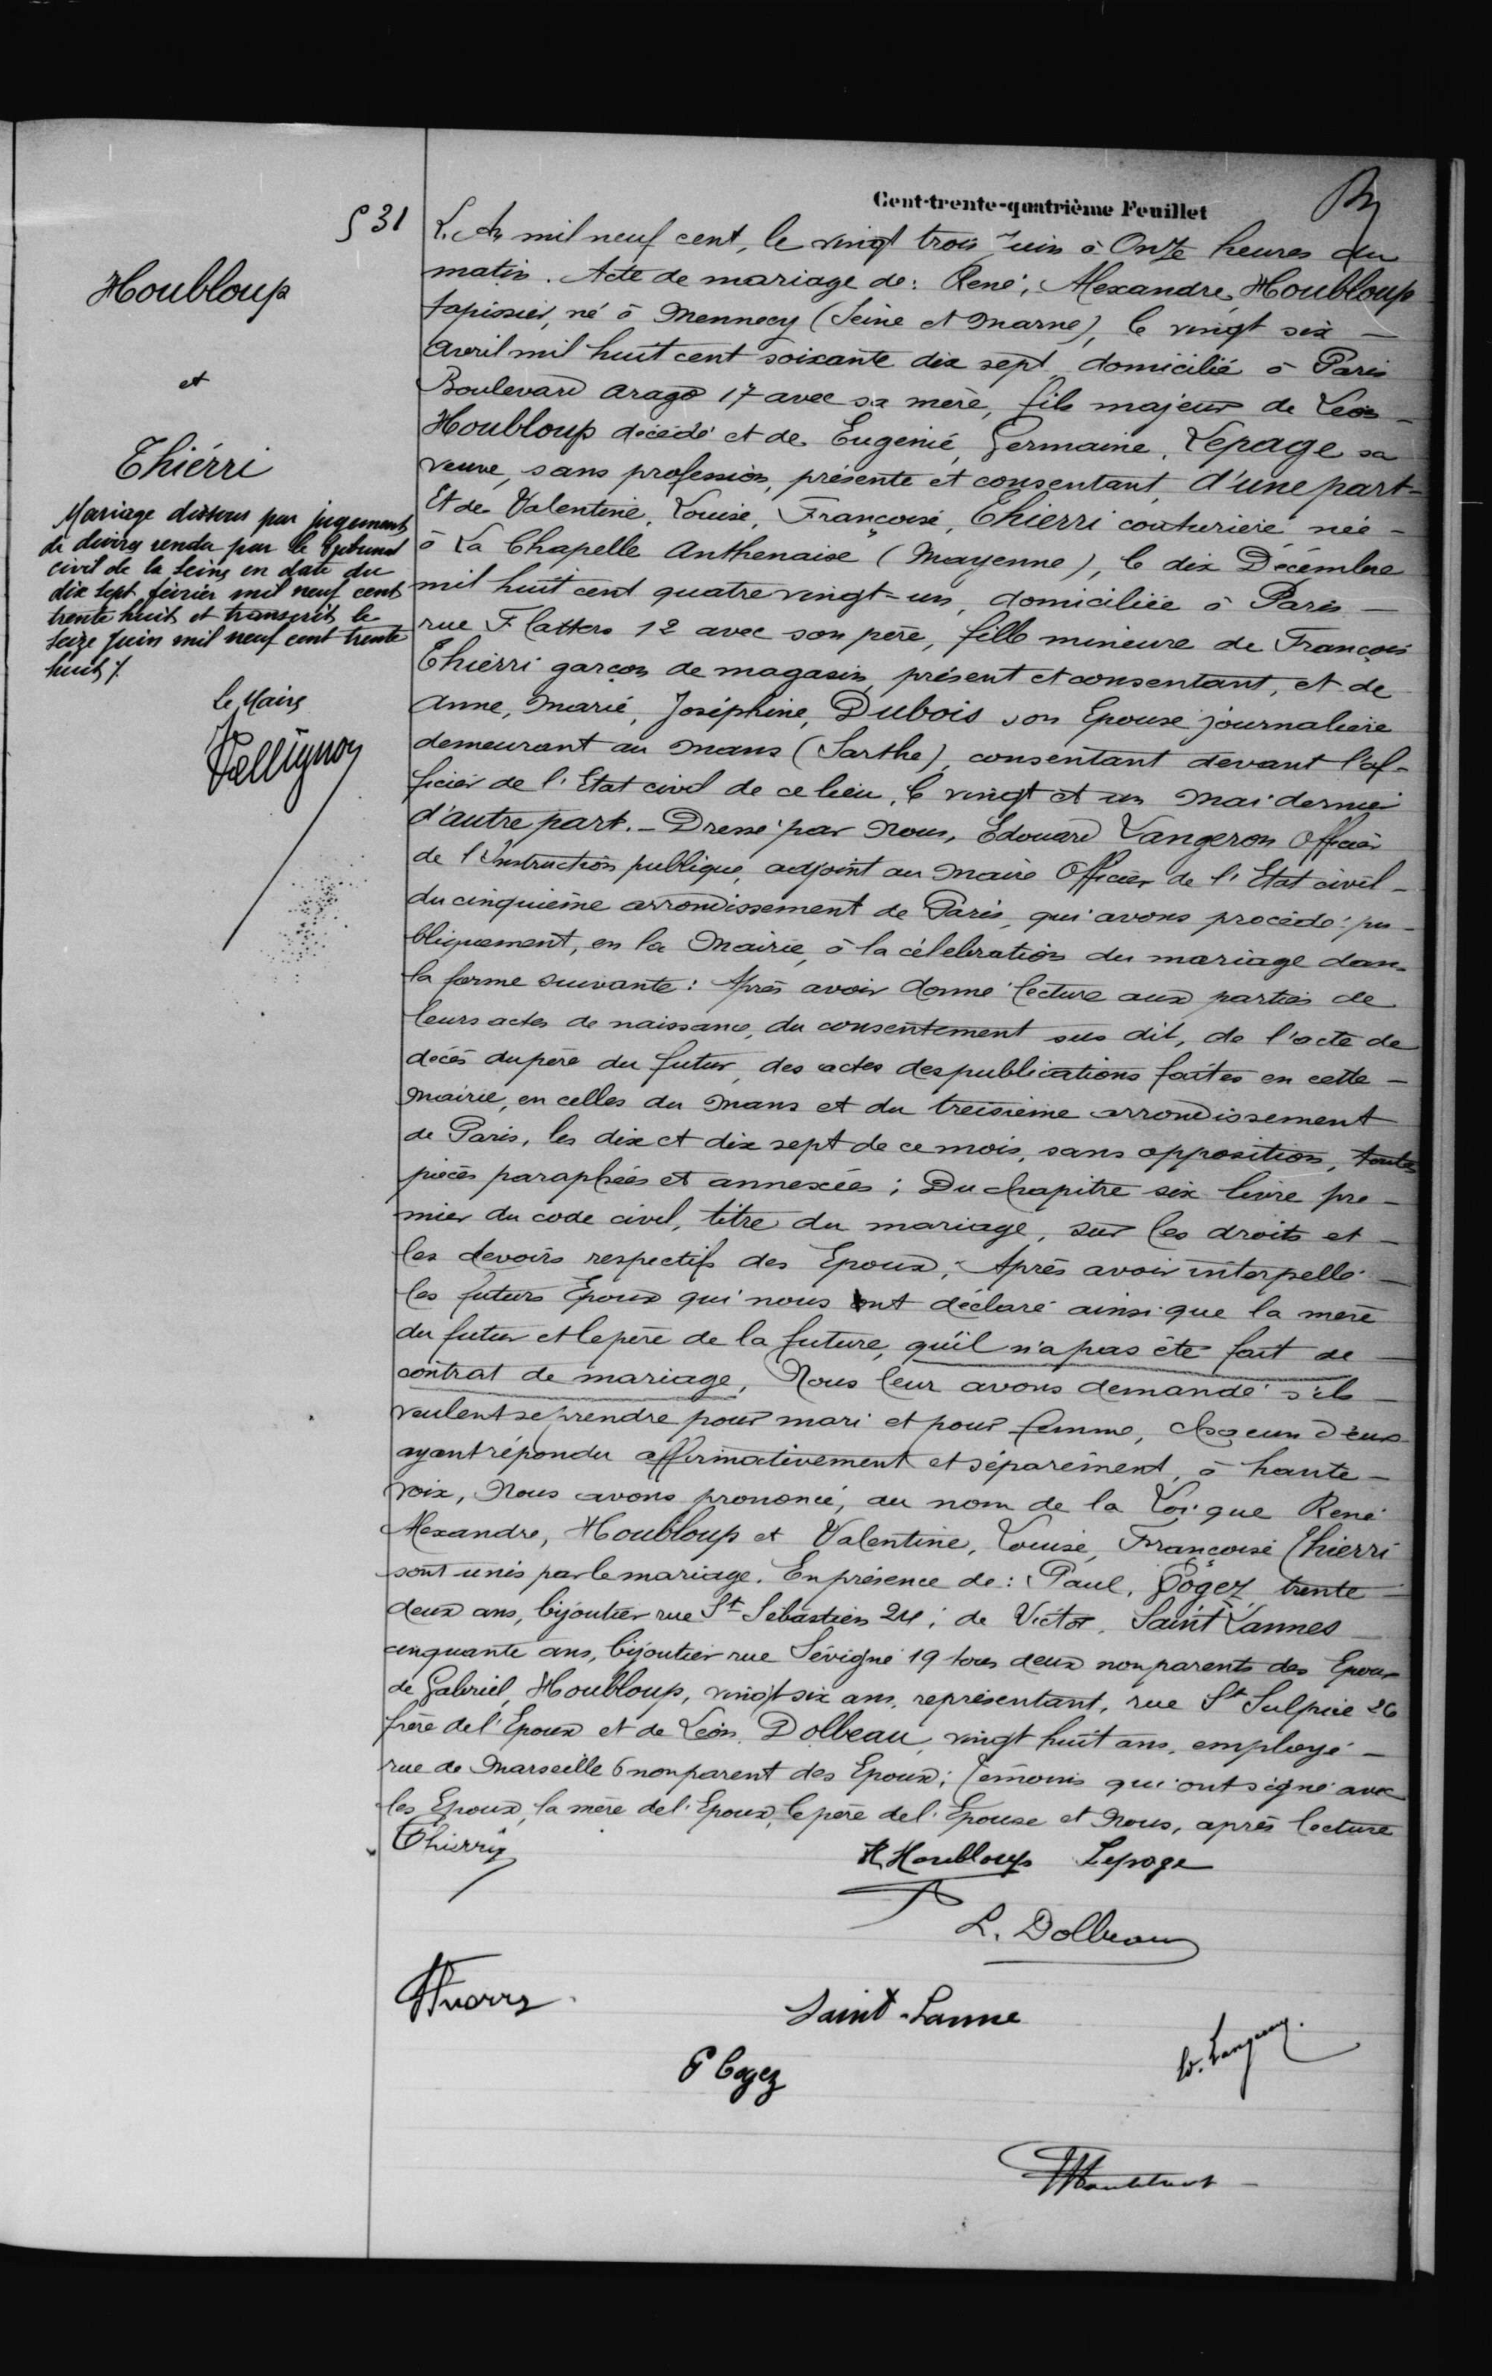 Cent-trente-quatrième Feuillet
531
Houbloup
et
Thiérri
Mariage dissous par jugement
de divorce rendu par le Tribunal
civil de la Seine en date du
dix sept février mil neuf cent
trente huit et transcrit le
seize juin mil neuf cent trente
huit ./.
le Maire
L'An mil neuf cent, le vingt trois Juin à Onze heures du
matin. Acte de mariage de : René, Alexandre, Houbloup
tapissier, né à Mennecy (Seine et Marne), le vingt six —
avril mil huit cent soixante dix sept domicilié à Paris
Boulevard Arago 17 avec sa mère, fils majeur de Léon
Houbloup décédé et de Eugénie, Germaine, Lepage sa
veuve, sans profession, présente et consentant, d'une part -
Et de Valentine, Louise, Françoise, Thierri couturière née -
à La Chapelle Anthenaise (Mayenne), le dix Décembre
mil huit cent quatre vingt-un, domiciliée à Paris —
rue Flatters 12 avec son père, fille mineure de François
Thiérri garçon de magasin, présent et consentant, et de
Anne, Marie, Joséphine, Dubois son Epouse journalière
demeurant au Mans (Sarthe), consentant devant l'of-
ficier de l'Etat civil de ce lieu, le vingt et un Mai dernier
d'autre part. - Dressé par Nous, Edouard Langeron Officier
de l'Instruction publique, adjoint au Maire Officier de l'Etat civil -
du cinquième arrondissement de Paris, qui avons procédé pu-
bliquement, en la Mairie, à la célébration du mariage dans
la forme suivante : Après avoir donné lecture aux parties de
leurs actes de naissance, du consentement sus dit, de l'acte de
décès du père du futur, des actes des publications faites en cette —
Mairie, en celles du Mans et du treisième arrondissement
de Paris, les dix et dix sept de ce mois, sans opposition, toutes
pièces paraphées et annexées ; Du chapitre six livre pre-
mier du code civil, titre du mariage, sur les droits et —
les devoirs respectifs des Epoux ; Après avoir interpellé —
les futurs Epoux qui nous ont déclaré ainsi que la mère
du futur et le père de la future, qu'il n'a pas été fait de —
contrat de mariage, Nous leur avons demandé s'ils —
veulent se prendre pour mari et pour femme, chacun d'eux
ayant répondu affirmativement et séparément, à haute —
voix, Nous avons prononcé, au nom de la Loi que René
Alexandre, Houbloup et Valentine, Louise, Françoise Thierri
sont unis par le mariage. En présence de : Paul, Cogez trente —
deux ans, bijoutier rue St Sébastien 24 ; de Victor, Saint Lannes —
cinquante ans, bijoutier rue Sévigné 19 tous deux non parents des Epoux
de Gabriel, Houbloup, vingt six ans, représentant, rue St Sulpice 26
frère de l'Epoux et de Léon, Dolbeau, vingt huit ans, employé —
rue de Marseille 6 non parent des Epoux ; Témoins qui ont signé avec
les Epoux, la mère de l'Epoux, le père de l'Epouse et Nous, après lecture
Thierry
R. Houbloup Lepage
L. Dolbeau
Saint-Lanne
P Cogez